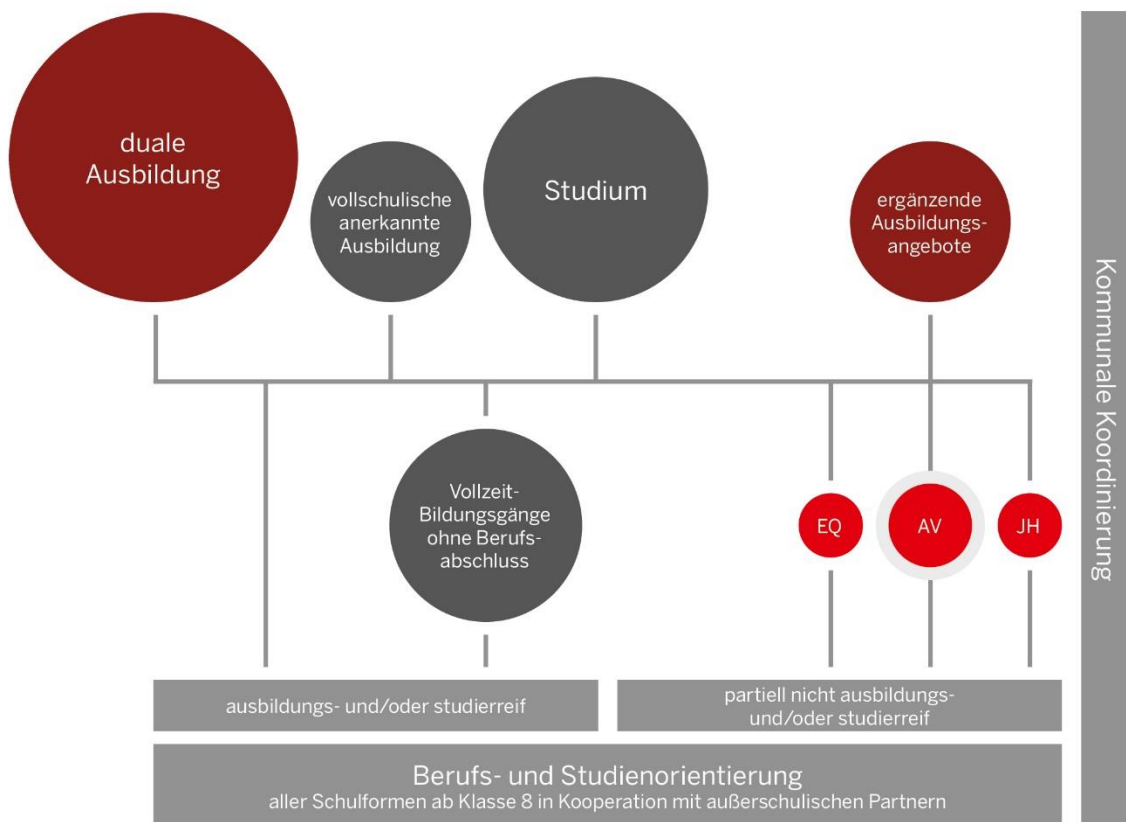 duale
Ausbildung
vollschulische
anerkannte
Ausbildung
Studium
ergänzende
Ausbildungs-
angebote
Vollzeit-
Bildungsgänge
ohne Berufs-
abschluss
EQ
AV
JH
ausbildungs- und/oder studierreif
partiell nicht ausbildungs-
und/oder studierreif
Berufs- und Studienorientierung
aller Schulformen ab Klasse 8 in Kooperation mit außerschulischen Partnern
Kommunale Koordinierung